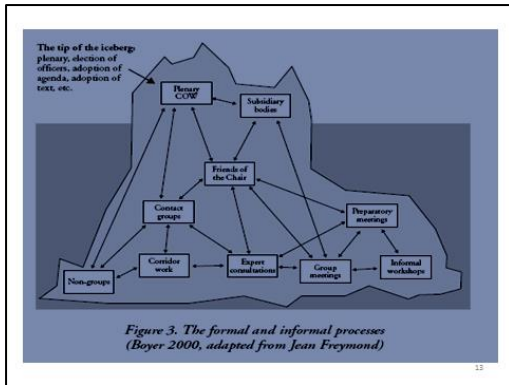 The tip of the iceberg,
plenary, election of
officers, adoption of
agenda, adoption of
text, etc.
Plenary
COW
Subsidiary
bodies
Friends of
the Chair
Contact
groups
Preparatory
meetings
Corridor
work
Expert
consultations
Group
meetings
Informal
workshops
Non-groups
Figure 3. The formal and informal processes
(Boyer 2000, adapted from Jean Freymond)
13